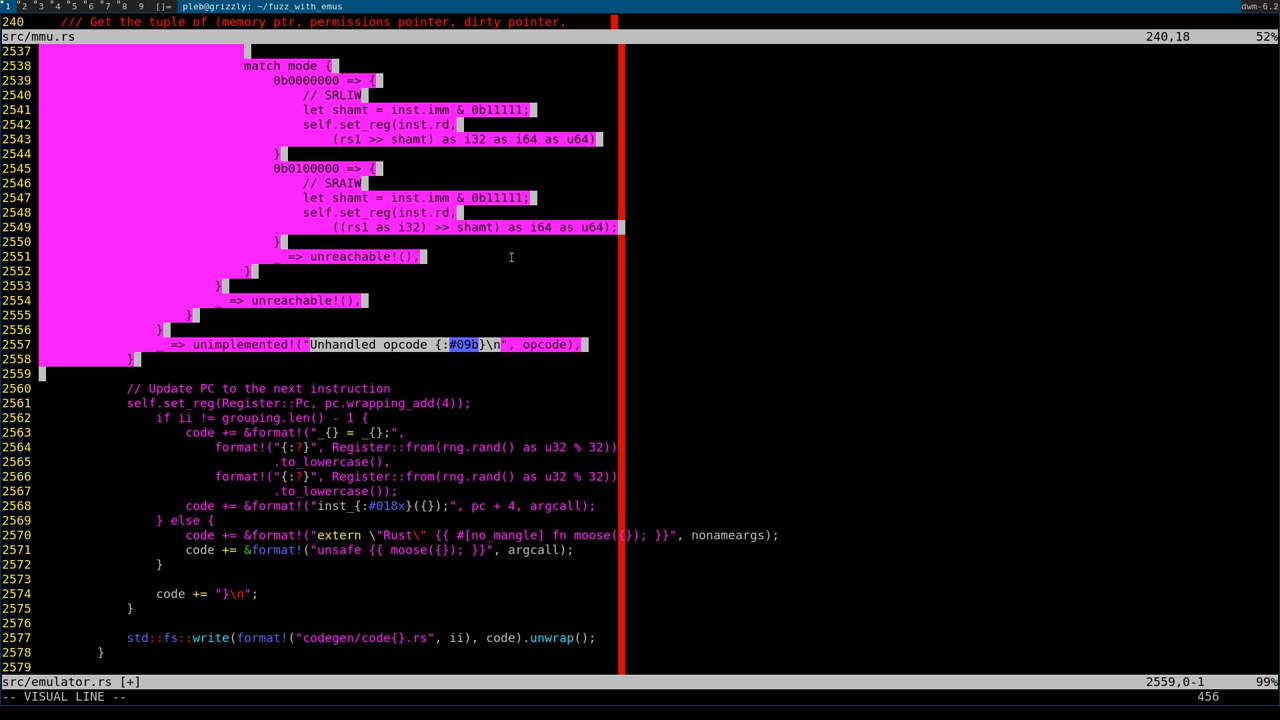 1 2 3 4 5 6 7 8 9 []= pleb@grizzly: ~/fuzz_with_emus dwm-6.2
240 /// Get the tuple of (memory ptr, permissions pointer, dirty pointer,
src/mmu.rs 240,18 52%
2537
2538 match mode {
2539 0b0000000 => {
2540 // SRLIW
2541 let shamt = inst.imm & 0b11111;
2542 self.set_reg(inst.rd,
2543 (rs1 >> shamt) as i32 as i64 as u64)
2544 }
2545 0b0100000 => {
2546 // SRAIW
2547 let shamt = inst.imm & 0b11111;
2548 self.set_reg(inst.rd,
2549 ((rs1 as i32) >> shamt) as i64 as u64);
2550 }
2551 _ => unreachable!(),
2552 }
2553 }
2554 _ => unreachable!(),
2555 }
2556 }
2557 _ => unimplemented!("Unhandled opcode {:#09b}\n", opcode),
2558 }
2559
2560 // Update PC to the next instruction
2561 self.set_reg(Register::Pc, pc.wrapping_add(4));
2562 if ii != grouping.len() - 1 {
2563 code += &format!("_{} = _{};",
2564 format!("{:?}", Register::from(rng.rand() as u32 % 32))
2565 .to_lowercase(),
2566 format!("{:?}", Register::from(rng.rand() as u32 % 32))
2567 .to_lowercase());
2568 code += &format!("inst_{:#018x}({});", pc + 4, argcall);
2569 } else {
2570 code += &format!("extern \"Rust\" {{ #[no_mangle] fn moose({}); }}", nonameargs);
2571 code += &format!("unsafe {{ moose({}); }}", argcall);
2572 }
2573
2574 code += "}\n";
2575 }
2576
2577 std::fs::write(format!("codegen/code{}.rs", ii), code).unwrap();
2578 }
2579
src/emulator.rs [+] 2559,0-1 99%
-- VISUAL LINE -- 456